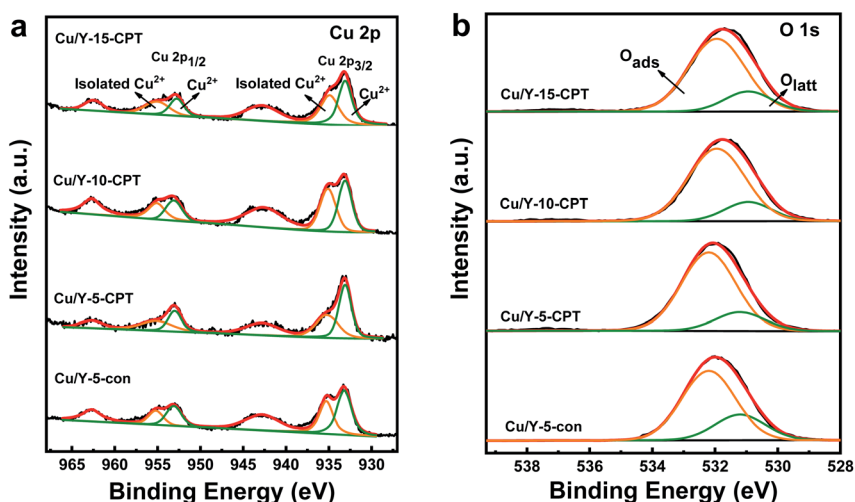 a
Cu 2p
Cu/Y-15-CPT
Cu 2p1/2
Isolated Cu²⁺
Cu²⁺
Isolated Cu²⁺
Cu 2p3/2
Cu²⁺
Cu/Y-10-CPT
Cu/Y-5-CPT
Cu/Y-5-con
Intensity (a.u.)
965 960 955 950 945 940 935 930
Binding Energy (eV)
b
O 1s
Oads
Olatt
Cu/Y-15-CPT
Cu/Y-10-CPT
Cu/Y-5-CPT
Cu/Y-5-con
Intensity (a.u.)
538 536 534 532 530 528
Binding Energy (eV)